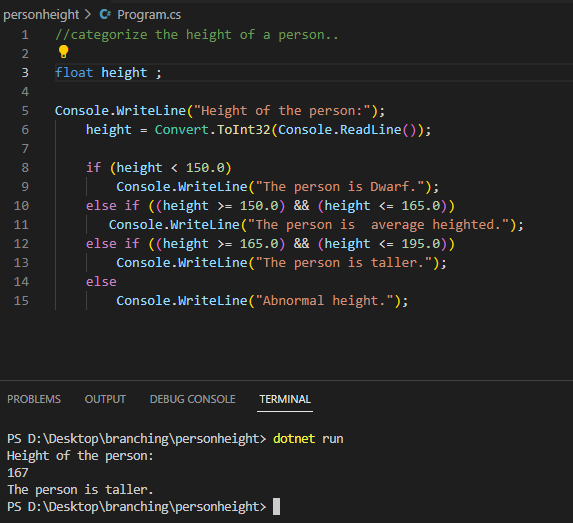 personheight > C# Program.cs
1 //categorize the height of a person..
2
3 float height ;
4
5 Console.WriteLine("Height of the person:");
6 height = Convert.ToInt32(Console.ReadLine());
7
8 if (height < 150.0)
9 Console.WriteLine("The person is Dwarf.");
10 else if ((height >= 150.0) && (height <= 165.0))
11 Console.WriteLine("The person is  average heighted.");
12 else if ((height >= 165.0) && (height <= 195.0))
13 Console.WriteLine("The person is taller.");
14 else
15 Console.WriteLine("Abnormal height.");
PROBLEMS OUTPUT DEBUG CONSOLE TERMINAL
PS D:\Desktop\branching\personheight> dotnet run
Height of the person:
167
The person is taller.
PS D:\Desktop\branching\personheight>